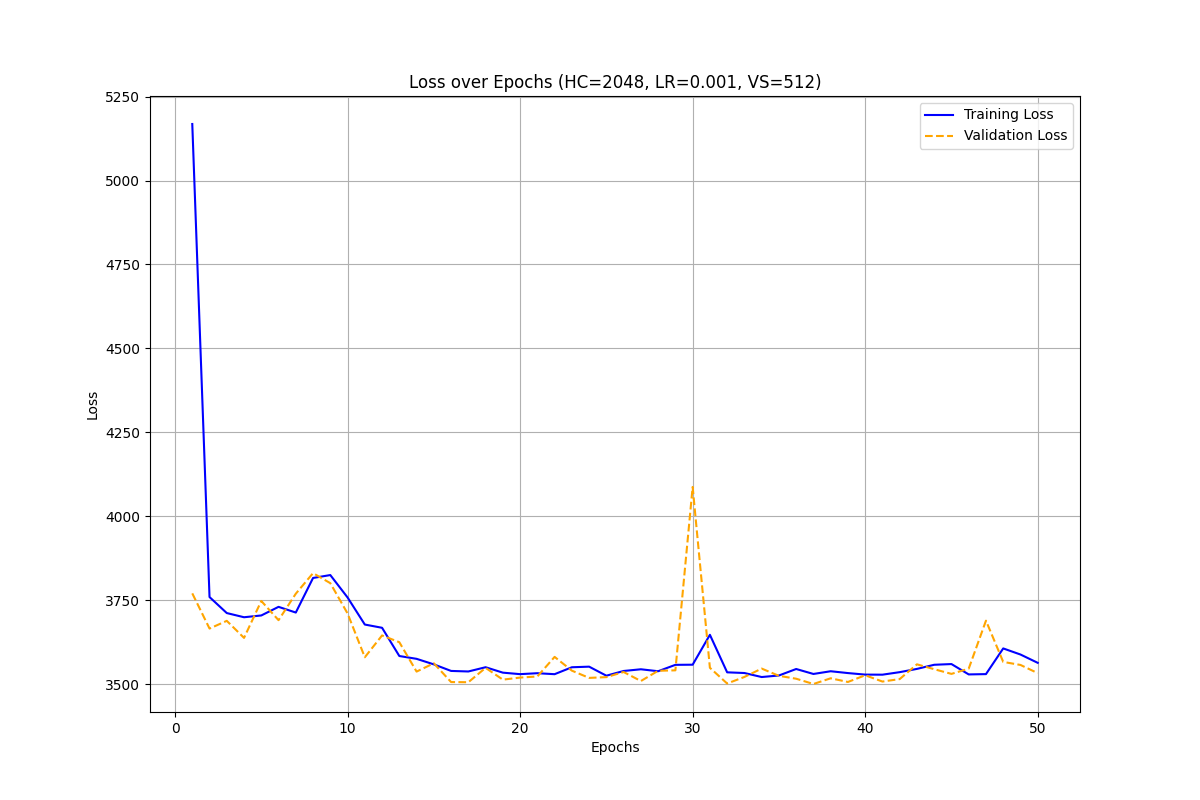 Loss over Epochs (HC=2048, LR=0.001, VS=512)
Training Loss
Validation Loss
5250
5000
4750
4500
4250
4000
3750
3500
Loss
0 10 20 30 40 50
Epochs